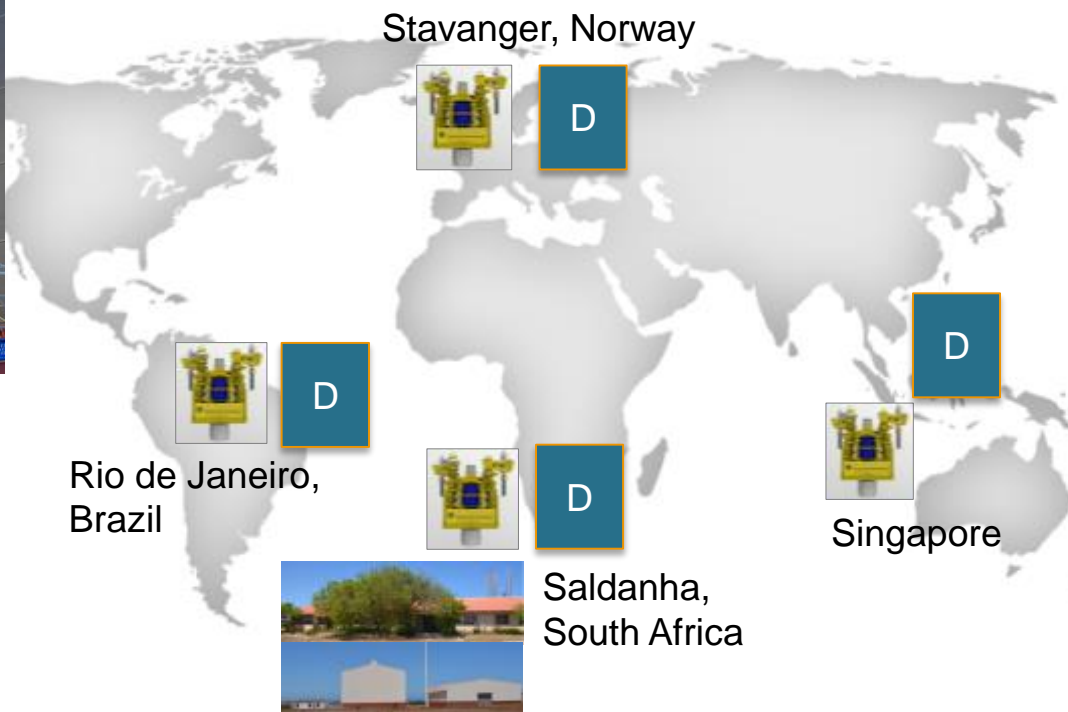 Stavanger, Norway
D
D
D
Rio de Janeiro,
Brazil
D
Singapore
Saldanha,
South Africa